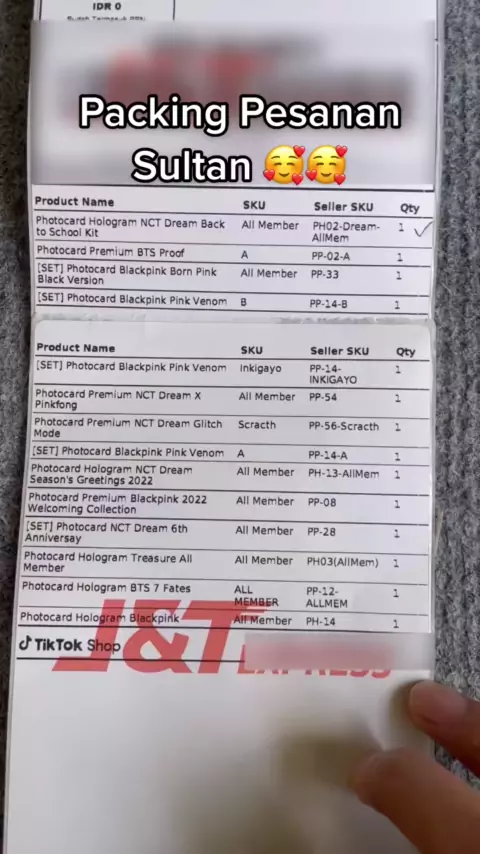 IDR 0
Packing Pesanan
Sultan 🥰🥰
Product Name SKU Seller SKU Qty
Photocard Hologram NCT Dream Back All Member PH02-Dream- 1
to School Kit AllMem
Photocard Premium BTS Proof A PP-02-A 1
[SET] Photocard Blackpink Born Pink All Member PP-33 1
Black Version
[SET] Photocard Blackpink Pink Venom B PP-14-B 1
Product Name SKU Seller SKU Qty
[SET] Photocard Blackpink Pink Venom Inkigayo PP-14- 1
INKIGAYO
Photocard Premium NCT Dream X All Member PP-54 1
Pinkfong
Photocard Premium NCT Dream Glitch Scracth PP-56-Scracth 1
Mode
[SET] Photocard Blackpink Pink Venom A PP-14-A 1
Photocard Hologram NCT Dream All Member PH-13-AllMem 1
Season's Greetings 2022
Photocard Premium Blackpink 2022 All Member PP-08 1
Welcoming Collection
[SET] Photocard NCT Dream 6th All Member PP-28 1
Anniversay
Photocard Hologram Treasure All All Member PH03(AllMem) 1
Member
Photocard Hologram BTS 7 Fates ALL PP-12- 1
MEMBER ALLMEM
Photocard Hologram Blackpink All Member PH-14 1
TikTok Shop
J&T
EXPRESS